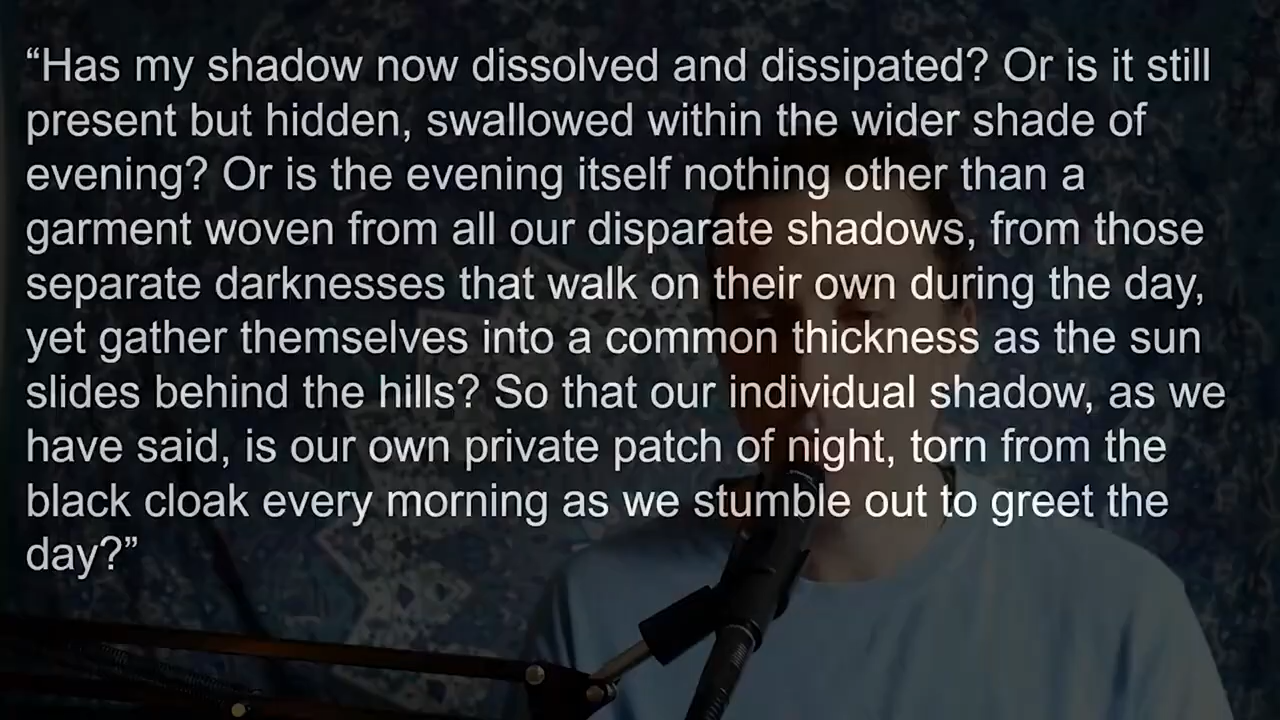 “Has my shadow now dissolved and dissipated? Or is it still
present but hidden, swallowed within the wider shade of
evening? Or is the evening itself nothing other than a
garment woven from all our disparate shadows, from those
separate darknesses that walk on their own during the day,
yet gather themselves into a common thickness as the sun
slides behind the hills? So that our individual shadow, as we
have said, is our own private patch of night, torn from the
black cloak every morning as we stumble out to greet the
day?”